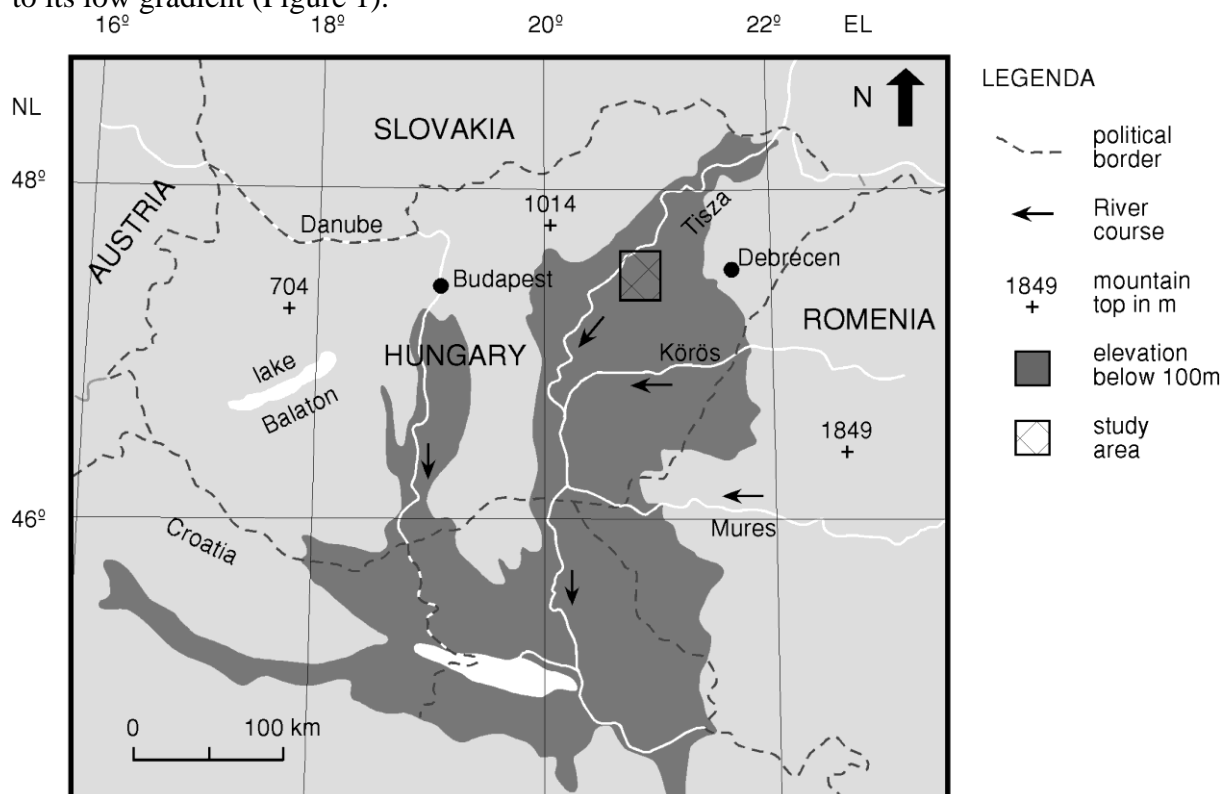 to its low gradient (Figure 1).
16º 18º 20º 22º EL
NL
N
LEGENDA
SLOVAKIA
political
border
48º
AUSTRIA
1014
Danube
Tisza
River
course
Budapest
Debrecen
704
1849
mountain
top in m
ROMENIA
HUNGARY
Körös
lake
Balaton
elevation
below 100m
1849
study
area
46º
Mures
Croatia
0 100 km